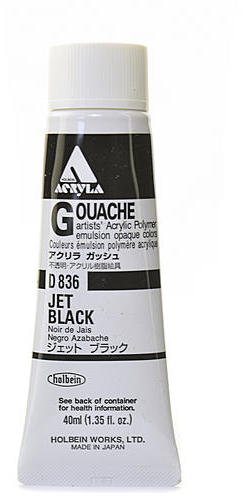 HOLBEIN
ACRYLA
GOUACHE
artists' Acrylic Polymer
emulsion opaque colors
Couleurs émulsion polymère acrylique
アクリラ ガッシュ
不透明・アクリル樹脂絵具
D 836
JET
BLACK
Noir de Jais
Negro Azabache
ジェット ブラック
holbein
See back of container
for health information.
40ml (1.35 fl. oz.)
HOLBEIN WORKS, LTD.
MADE IN JAPAN